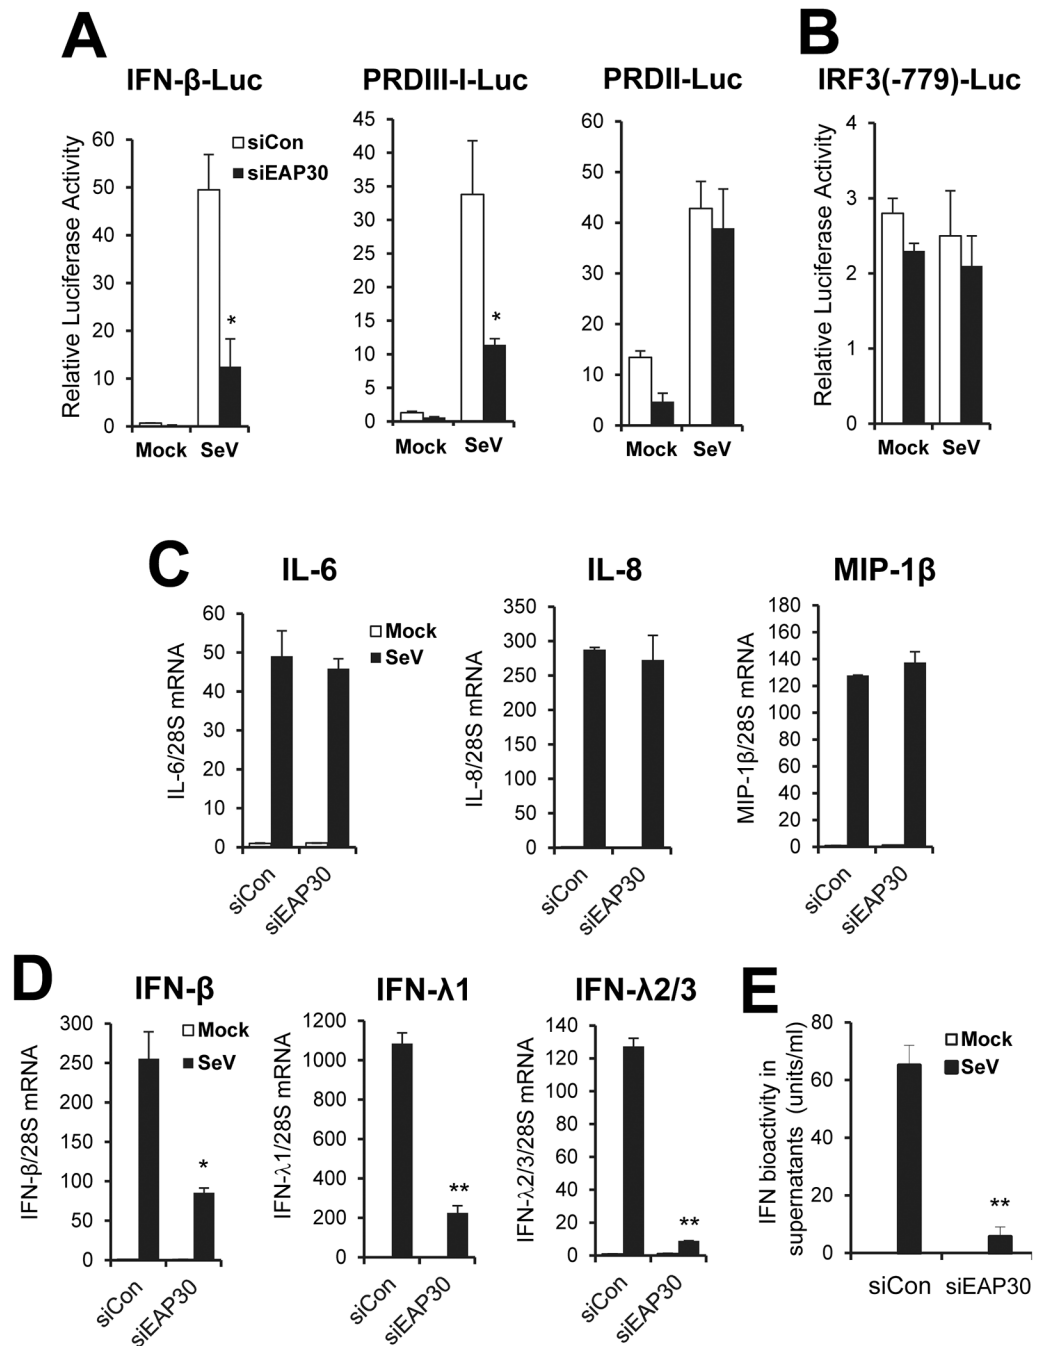 A
B
IFN-β-Luc
PRDIII-I-Luc
PRDII-Luc
IRF3(-779)-Luc
Relative Luciferase Activity
60
50
40
30
20
10
0
siCon
siEAP30
*
Mock SeV
45
40
35
30
25
20
15
10
5
0
*
Mock SeV
60
50
40
30
20
10
0
Mock SeV
Relative Luciferase Activity
4
3
2
1
0
Mock SeV
C
IL-6
IL-8
MIP-1β
IL-6/28S mRNA
60
50
40
30
20
10
0
Mock
SeV
siCon
siEAP30
IL-8/28S mRNA
350
300
250
200
150
100
50
0
siCon
siEAP30
MIP-1β/28S mRNA
180
160
140
120
100
80
60
40
20
0
siCon
siEAP30
D
IFN-β
IFN-λ1
IFN-λ2/3
E
IFN-β/28S mRNA
300
250
200
150
100
50
0
Mock
SeV
*
siCon
siEAP30
IFN-λ1/28S mRNA
1200
1000
800
600
400
200
0
**
siCon
siEAP30
IFN-λ2/3/28S mRNA
140
120
100
80
60
40
20
0
**
siCon
siEAP30
IFN bioactivity in
supernatants (units/ml)
80
60
40
20
0
Mock
SeV
**
siCon siEAP30